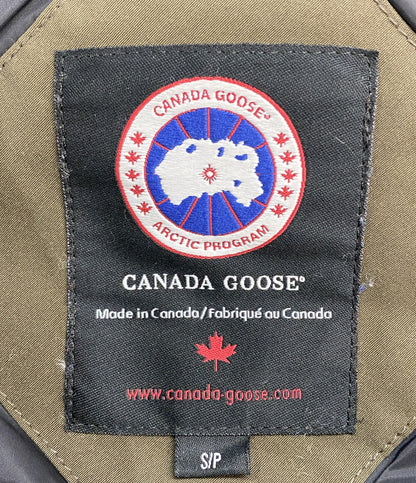 CANADA GOOSE®
ARCTIC PROGRAM
CANADA GOOSE®
Made in Canada/Fabriqué au Canada
www.canada-goose.com
S/P